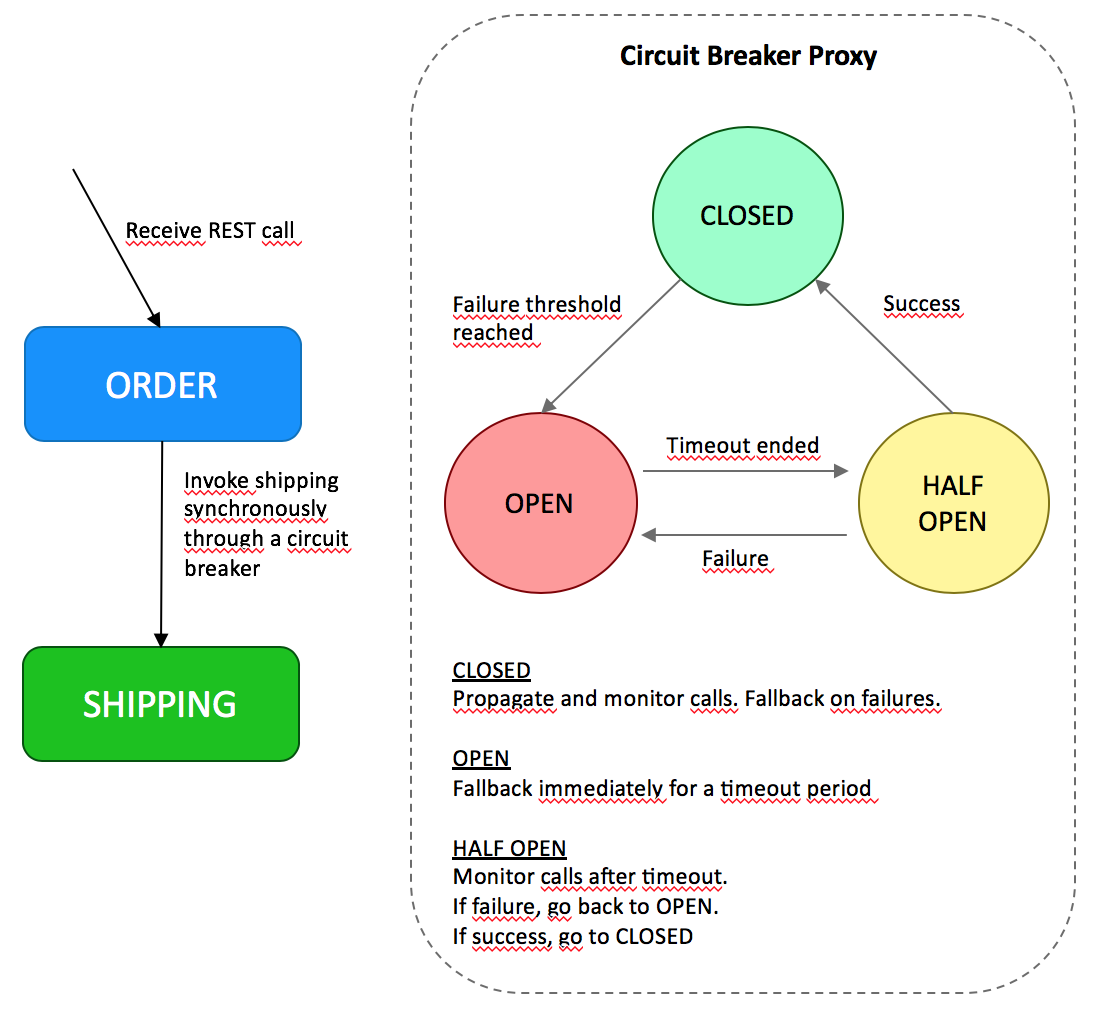 Circuit Breaker Proxy
CLOSED
Receive REST call
Failure threshold
reached
Success
ORDER
Timeout ended
OPEN
HALF
OPEN
Failure
Invoke shipping
synchronously
through a circuit
breaker
SHIPPING
CLOSED
Propagate and monitor calls. Fallback on failures.
OPEN
Fallback immediately for a timeout period
HALF OPEN
Monitor calls after timeout.
If failure, go back to OPEN.
If success, go to CLOSED